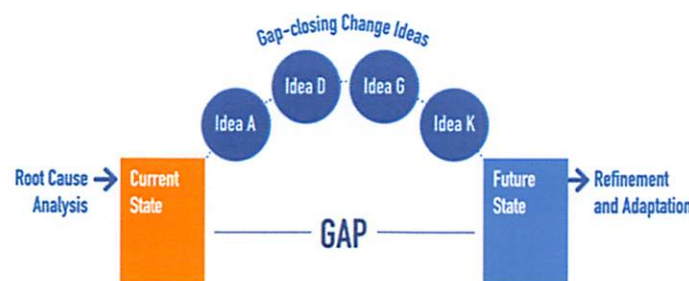 Gap-closing Change Ideas
Idea A
Idea D
Idea G
Idea K
Root Cause
Analysis
Current
State
GAP
Future
State
Refinement
and Adaptation